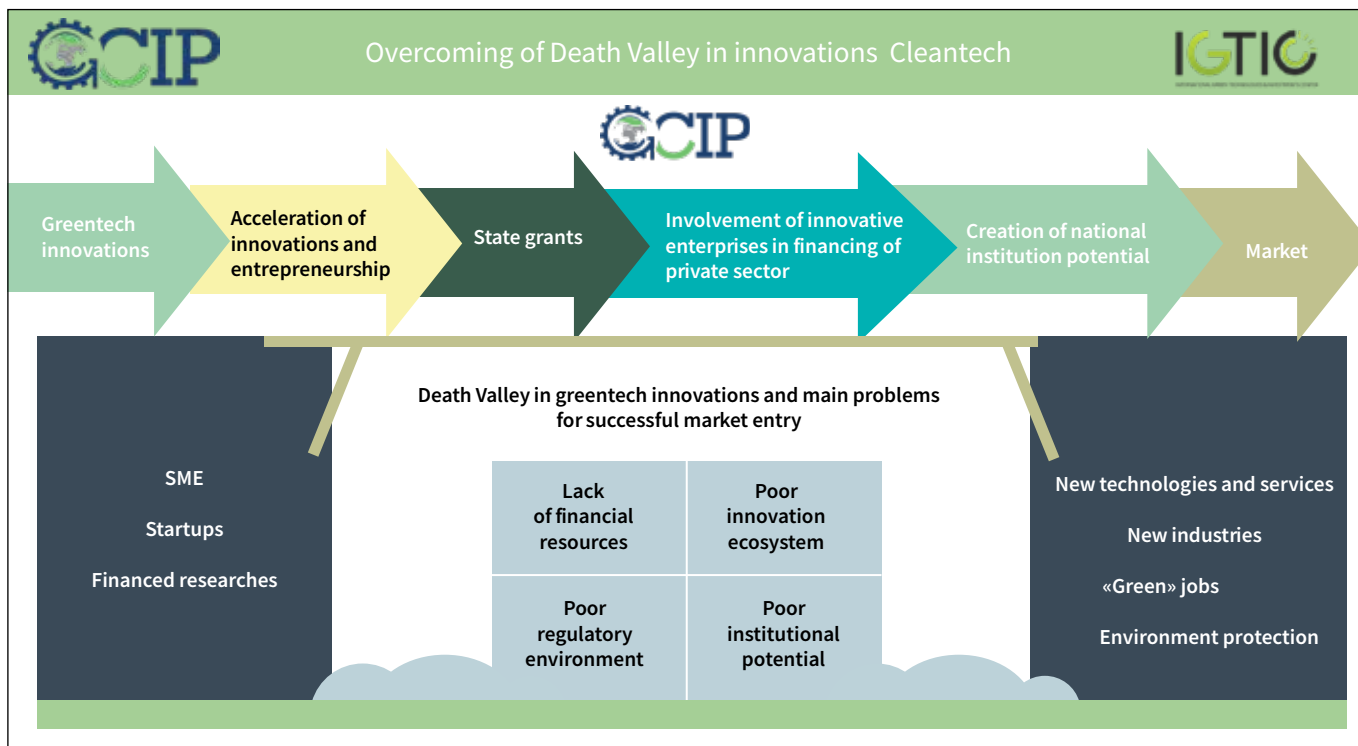 GCIP
Overcoming of Death Valley in innovations Cleantech
IGTIC
GCIP
Greentech
innovations
Acceleration of
innovations and
entrepreneurship
State grants
Involvement of innovative
enterprises in financing of
private sector
Creation of national
institution potential
Market
Death Valley in greentech innovations and main problems
for successful market entry
SME
Startups
Financed researches
Lack
of financial
resources
Poor
innovation
ecosystem
Poor
regulatory
environment
Poor
institutional
potential
New technologies and services
New industries
«Green» jobs
Environment protection